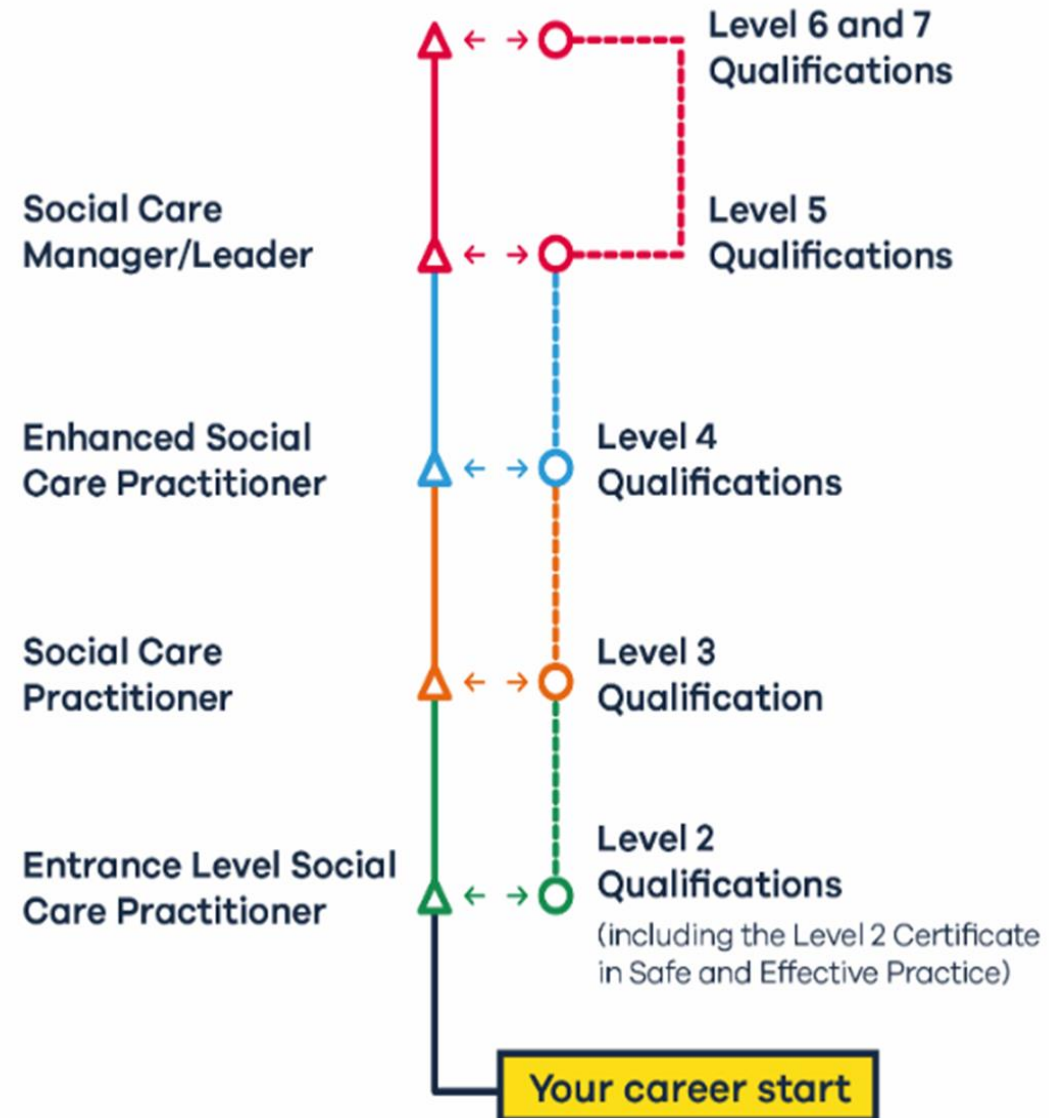 Level 6 and 7
Qualifications
Social Care
Manager/Leader
Level 5
Qualifications
Enhanced Social
Care Practitioner
Level 4
Qualifications
Social Care
Practitioner
Level 3
Qualification
Entrance Level Social
Care Practitioner
Level 2
Qualifications
(including the Level 2 Certificate
in Safe and Effective Practice)
Your career start